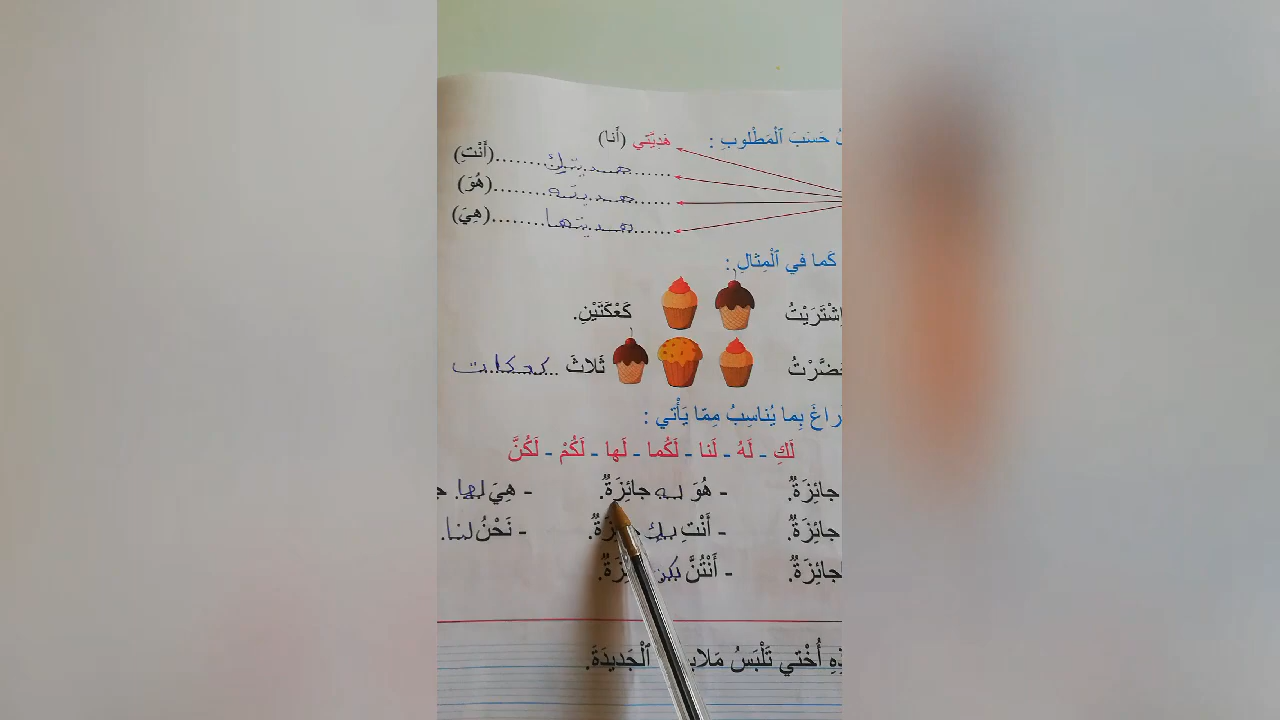 حَسَبَ ٱلْمَطْلوبِ :
هَدِيَّتي (أَنا)
هديتك (أَنْتِ)
هديته (هُوَ)
هديتها (هِيَ)
كَما في ٱلْمِثالِ :
اِشْتَرَيْتُ كَعْكَتَيْنِ.
ثَلاثَ كعكات
بِما يُناسِبُ مِمّا يَأْتي :
لَكِ - لَهُ - لَنا - لَكُما - لَها - لَكُمْ - لَكُنَّ
جائِزَةٌ. - هُوَ له جائِزَةٌ. - هِيَ لها
جائِزَةٌ. - أَنْتِ لك - نَحْنُ لنا
جائِزَةٌ. - أَنْتُنَّ لكن
أُخْتي تَلْبَسُ ٱلْجَديدَةَ.